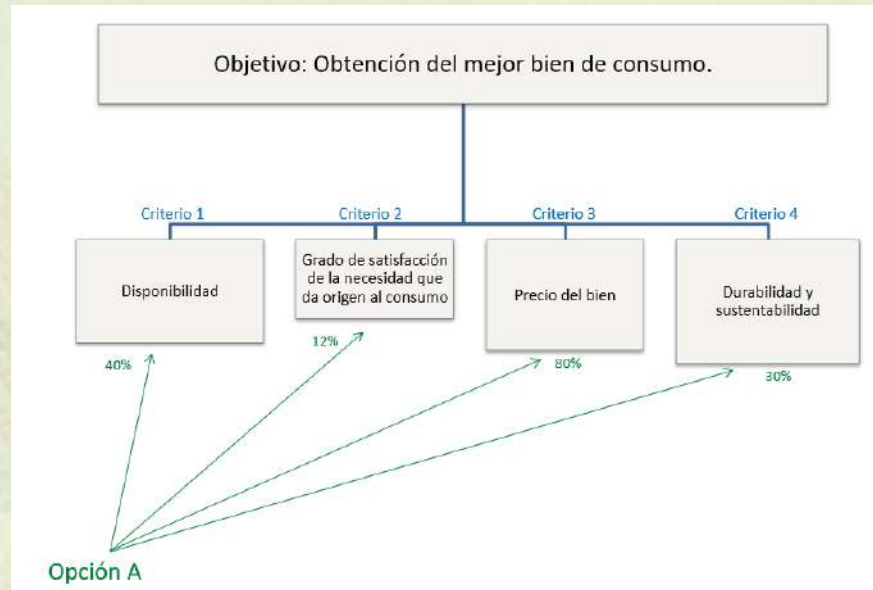 Objetivo: Obtención del mejor bien de consumo.
Criterio 1
Criterio 2
Criterio 3
Criterio 4
Disponibilidad
Grado de satisfacción
de la necesidad que
da origen al consumo
Precio del bien
Durabilidad y
sustentabilidad
40%
12%
80%
30%
Opción A